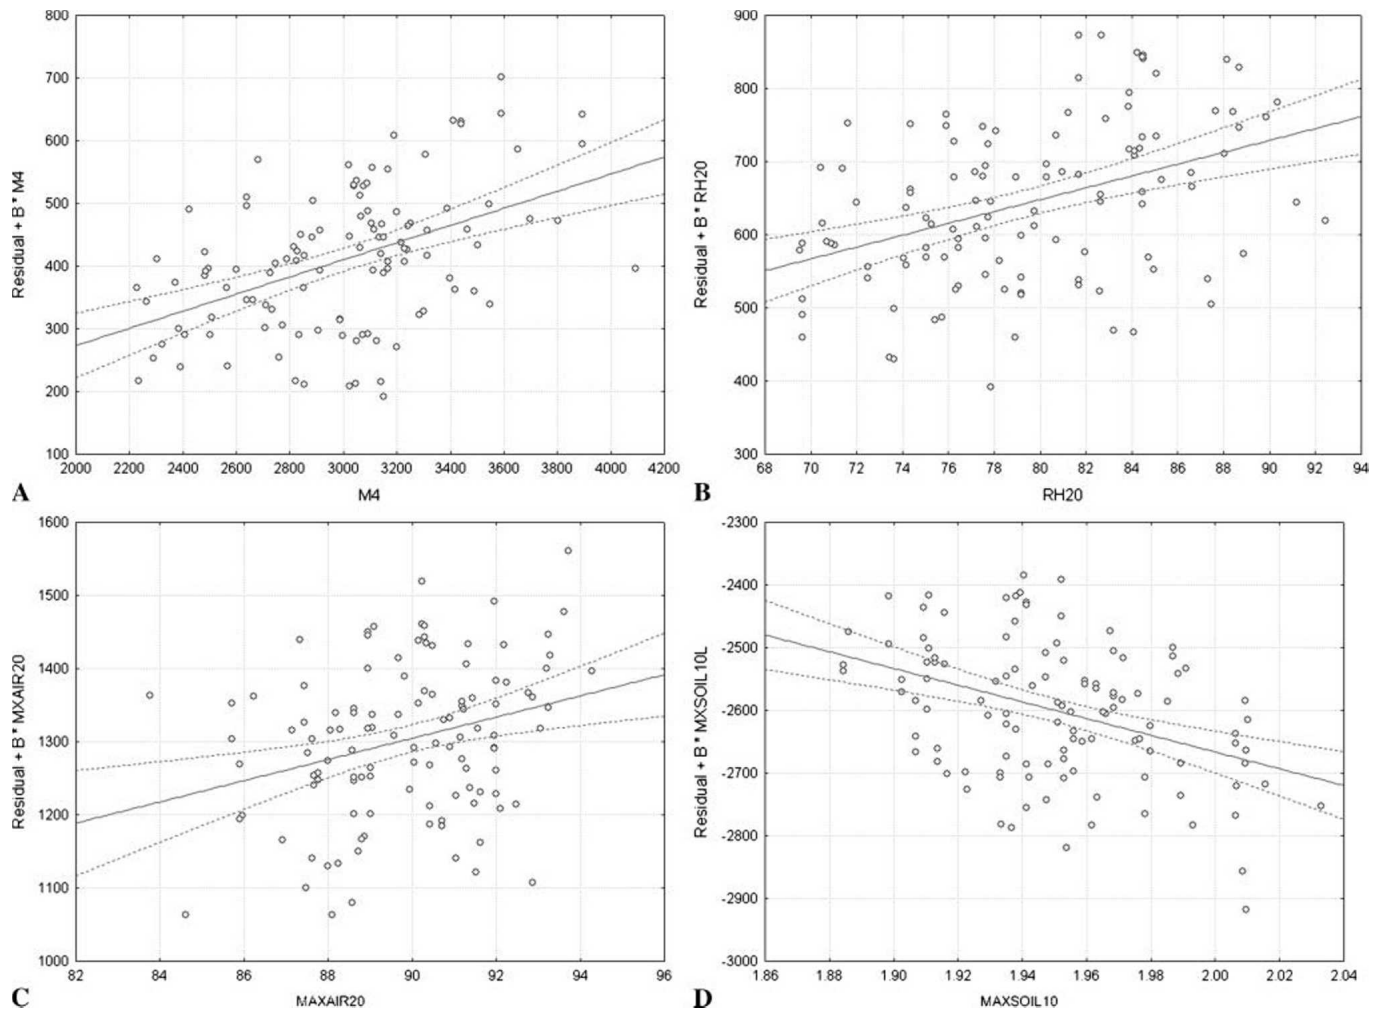 800
700
600
500
400
300
200
100
Residual + B * M4
2000 2200 2400 2600 2800 3000 3200 3400 3600 3800 4000 4200
M4
A
900
800
700
600
500
400
300
Residual + B * RH20
68 70 72 74 76 78 80 82 84 86 88 90 92 94
RH20
B
1600
1500
1400
1300
1200
1100
1000
Residual + B * MXAIR20
82 84 86 88 90 92 94 96
MAXAIR20
C
-2300
-2400
-2500
-2600
-2700
-2800
-2900
-3000
Residual + B * MXSOIL10L
1.86 1.88 1.90 1.92 1.94 1.96 1.98 2.00 2.02 2.04
MAXSOIL10
D